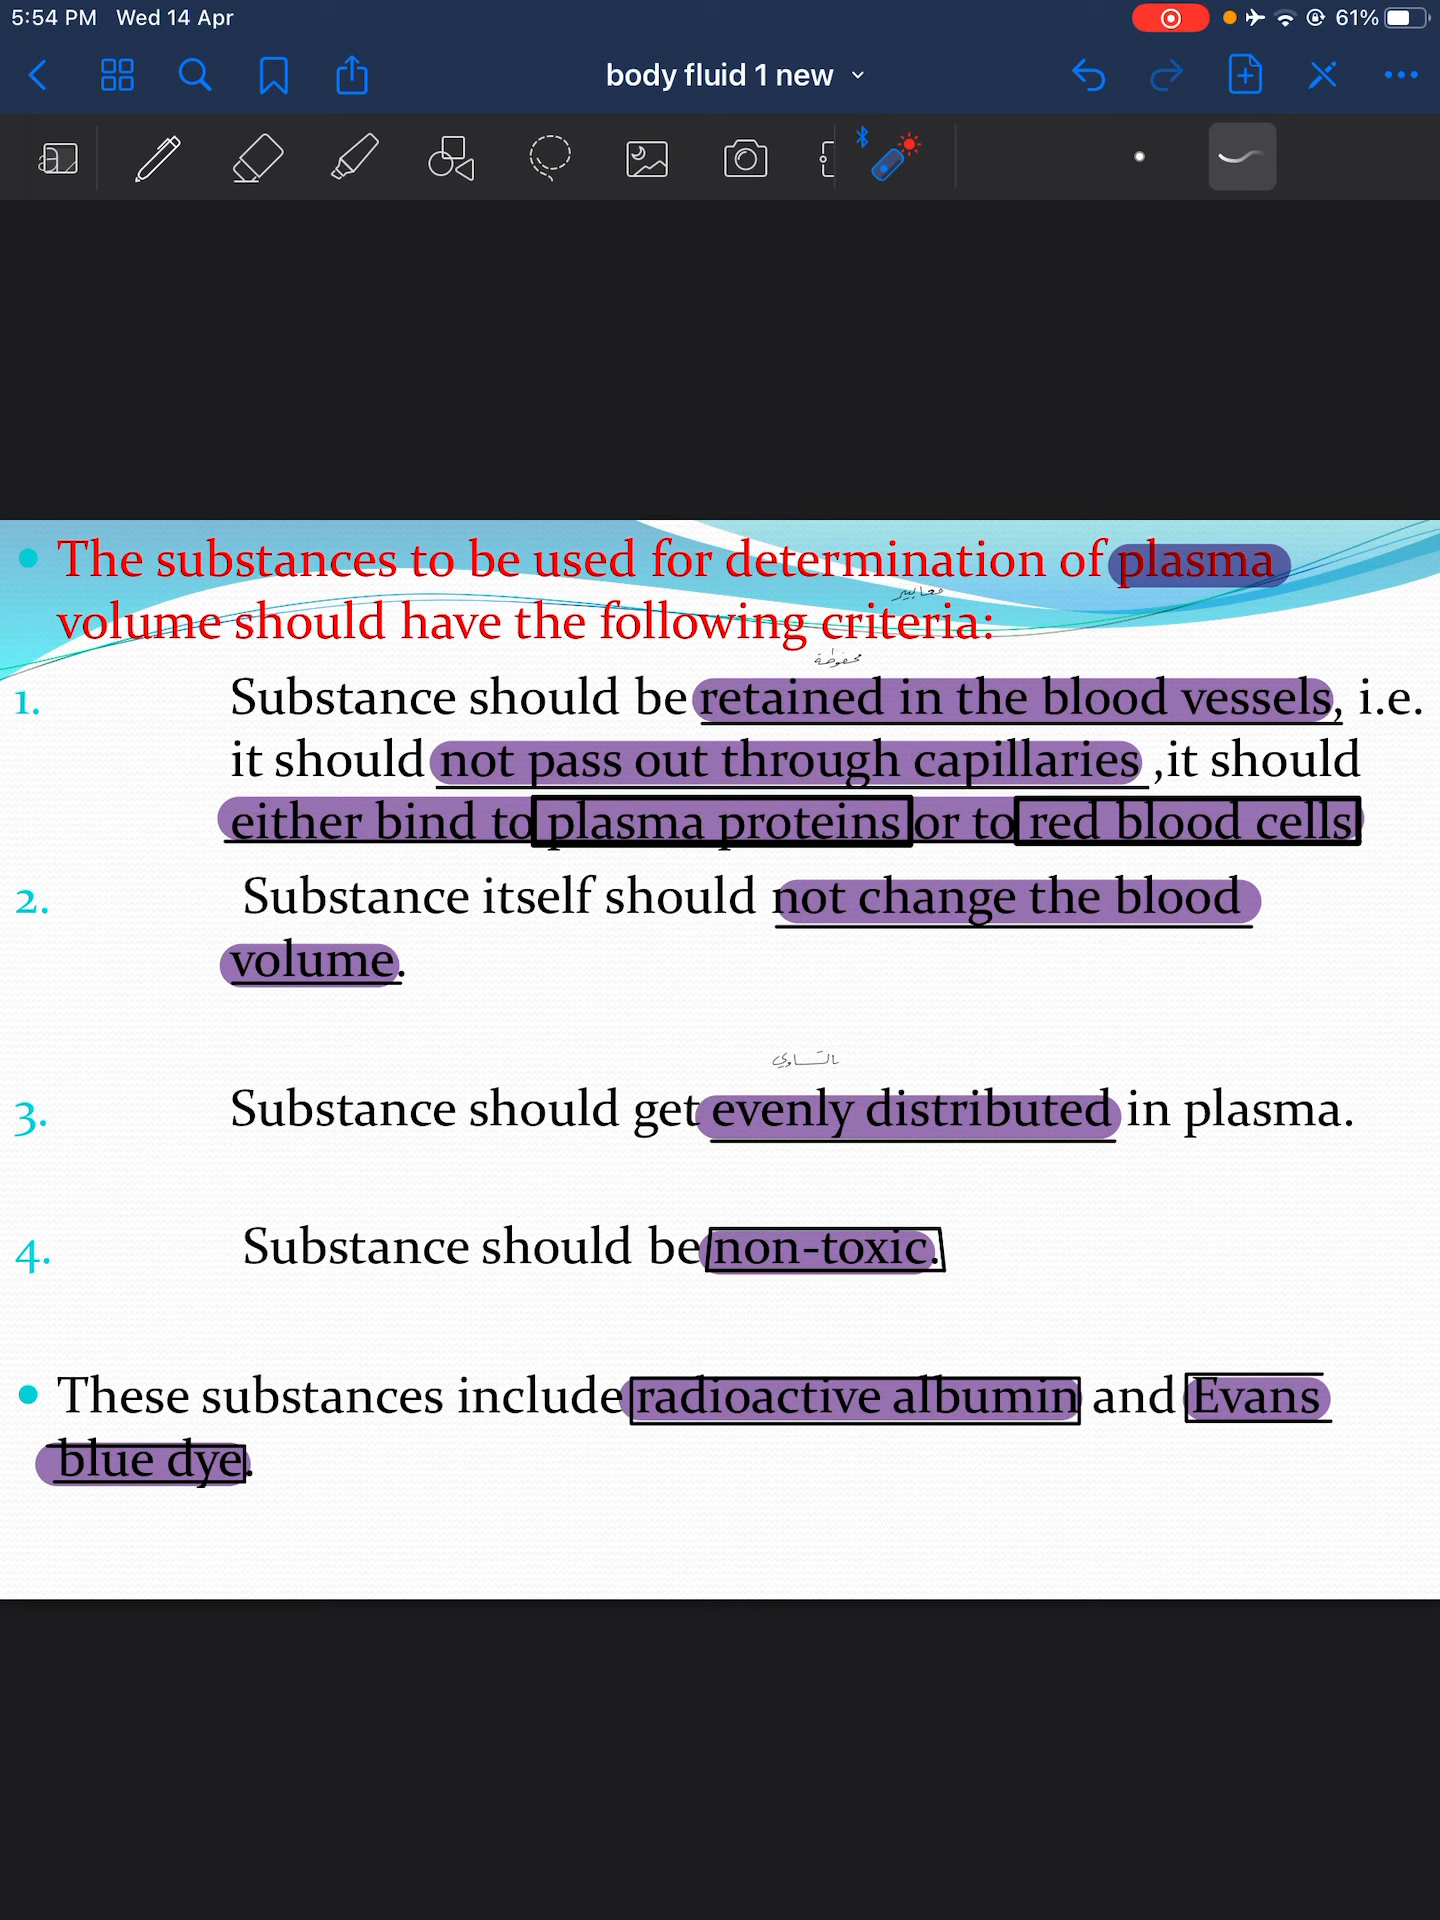 5:54 PM Wed 14 Apr 61%
body fluid 1 new
The substances to be used for determination of plasma
معايير
volume should have the following criteria:
محفوظة
1. Substance should be retained in the blood vessels, i.e.
it should not pass out through capillaries ,it should
either bind to plasma proteins or to red blood cells
2. Substance itself should not change the blood
volume.
بالتساوي
3. Substance should get evenly distributed in plasma.
4. Substance should be non-toxic.
These substances include radioactive albumin and Evans
blue dye.